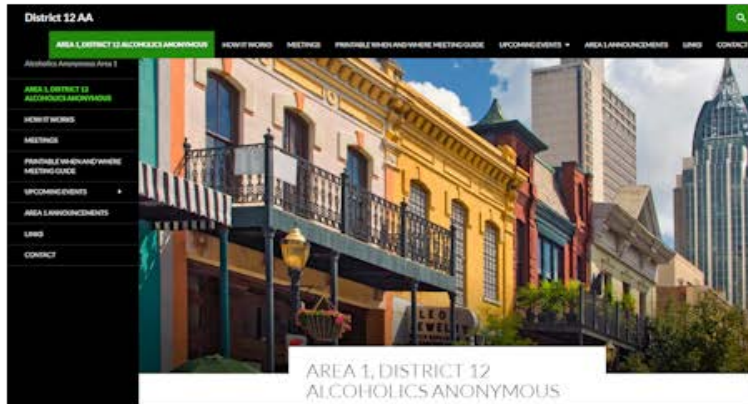 District 12 AA
AREA 1, DISTRICT 12 ALCOHOLICS ANONYMOUS HOW IT WORKS MEETINGS PRINTABLE WHEN AND WHERE MEETING GUIDE UPCOMING EVENTS AREA 1 ANNOUNCEMENTS LINKS CONTACT
Alcoholics Anonymous Area 1
AREA 1, DISTRICT 12
ALCOHOLICS ANONYMOUS
HOW IT WORKS
MEETINGS
PRINTABLE WHEN AND WHERE
MEETING GUIDE
UPCOMING EVENTS
AREA 1 ANNOUNCEMENTS
LINKS
CONTACT
LEO
JEWELRY
AREA 1, DISTRICT 12
ALCOHOLICS ANONYMOUS